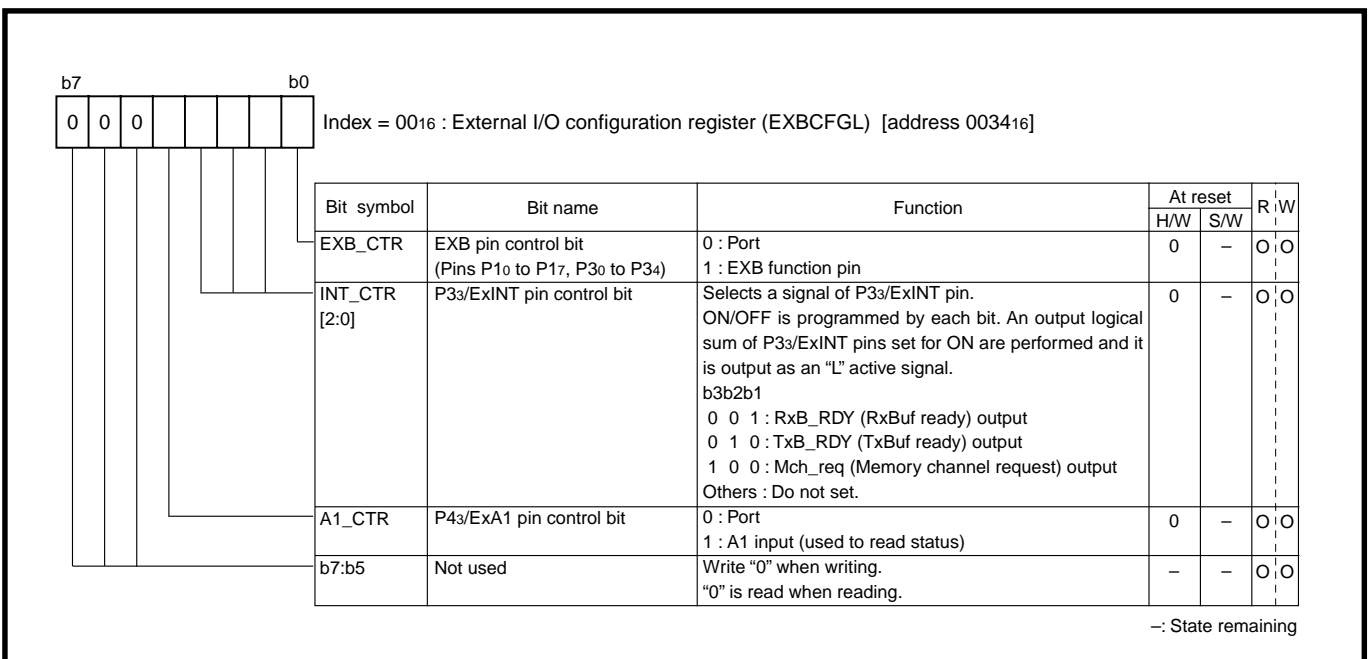 b7 b0
0 0 0
Index = 0016 : External I/O configuration register (EXBCFGL) [address 003416]
Bit symbol Bit name Function At reset R W
H/W S/W
EXB_CTR EXB pin control bit 0 : Port 0 – O O
(Pins P10 to P17, P30 to P34) 1 : EXB function pin
INT_CTR P33/ExINT pin control bit Selects a signal of P33/ExINT pin. 0 – O O
[2:0] ON/OFF is programmed by each bit. An output logical
sum of P33/ExINT pins set for ON are performed and it
is output as an “L” active signal.
b3b2b1
0 0 1 : RxB_RDY (RxBuf ready) output
0 1 0 : TxB_RDY (TxBuf ready) output
1 0 0 : Mch_req (Memory channel request) output
Others : Do not set.
A1_CTR P43/ExA1 pin control bit 0 : Port 0 – O O
1 : A1 input (used to read status)
b7:b5 Not used Write “0” when writing. – – O O
“0” is read when reading.
–: State remaining